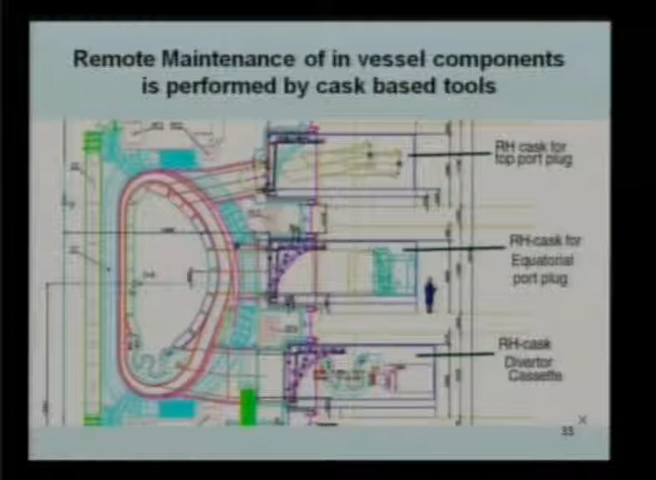 Remote Maintenance of in vessel components
is performed by cask based tools
RH cask for
top port plug
RH-cask for
Equatorial
port plug
RH-cask
Divertor
Cassette
33